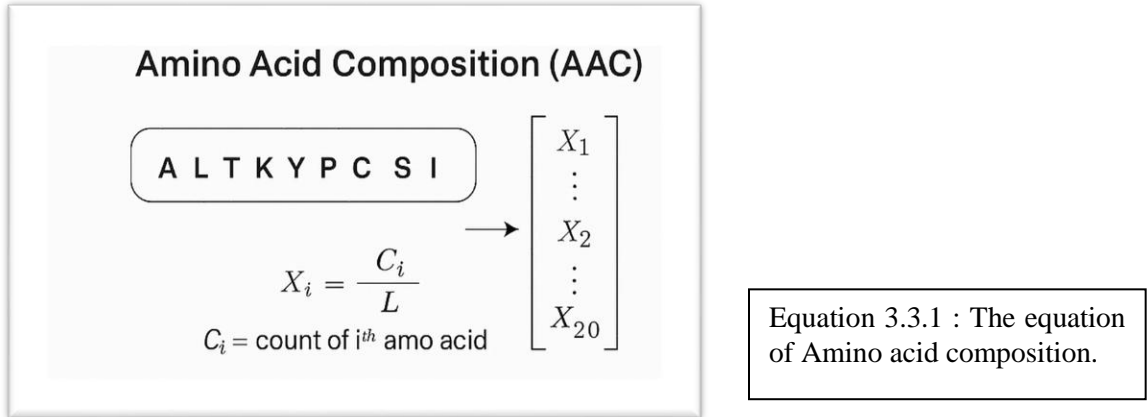 Amino Acid Composition (AAC)
A L T K Y P C S I
X₁
⋮
X₂
⋮
X₂₀
Xᵢ = Cᵢ / L
Cᵢ = count of iᵗʰ amo acid
Equation 3.3.1 : The equation
of Amino acid composition.